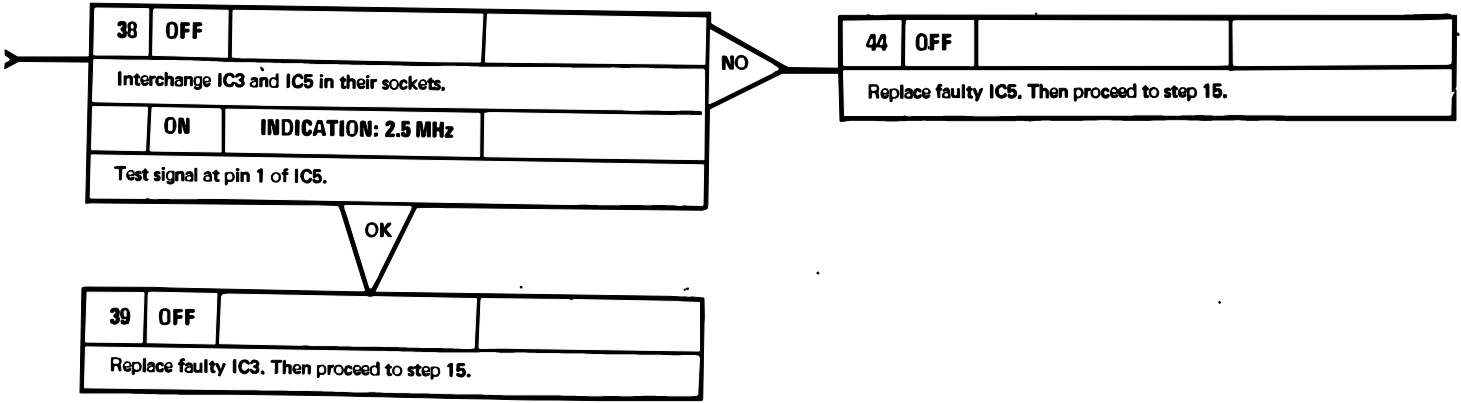 38 OFF
Interchange IC3 and IC5 in their sockets.
ON INDICATION: 2.5 MHz
Test signal at pin 1 of IC5.
NO
44 OFF
Replace faulty IC5. Then proceed to step 15.
OK
39 OFF
Replace faulty IC3. Then proceed to step 15.